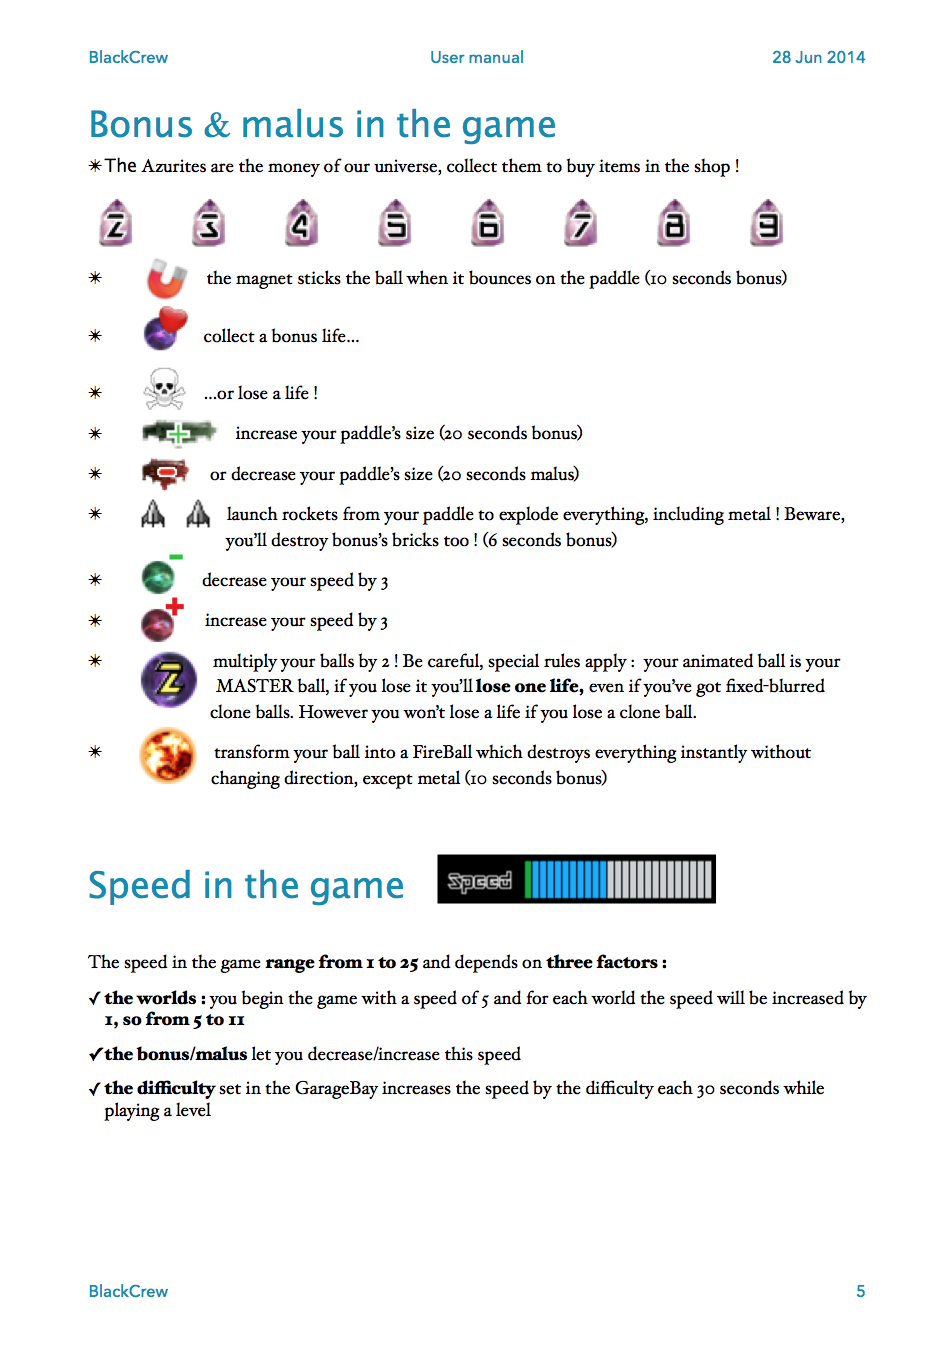 BlackCrew User manual 28 Jun 2014
Bonus & malus in the game
✴The Azurites are the money of our universe, collect them to buy items in the shop !
2 3 4 5 6 7 8 9
✴ the magnet sticks the ball when it bounces on the paddle (10 seconds bonus)
✴ collect a bonus life...
✴ ...or lose a life !
✴ increase your paddle's size (20 seconds bonus)
✴ or decrease your paddle's size (20 seconds malus)
✴ launch rockets from your paddle to explode everything, including metal ! Beware,
you'll destroy bonus's bricks too ! (6 seconds bonus)
✴ decrease your speed by 3
✴ increase your speed by 3
✴ 2 multiply your balls by 2 ! Be careful, special rules apply : your animated ball is your
MASTER ball, if you lose it you'll lose one life, even if you've got fixed-blurred
clone balls. However you won't lose a life if you lose a clone ball.
✴ transform your ball into a FireBall which destroys everything instantly without
changing direction, except metal (10 seconds bonus)
Speed in the game Speed
The speed in the game range from 1 to 25 and depends on three factors :
✓ the worlds : you begin the game with a speed of 5 and for each world the speed will be increased by
1, so from 5 to 11
✓the bonus/malus let you decrease/increase this speed
✓ the difficulty set in the GarageBay increases the speed by the difficulty each 30 seconds while
playing a level
BlackCrew 5